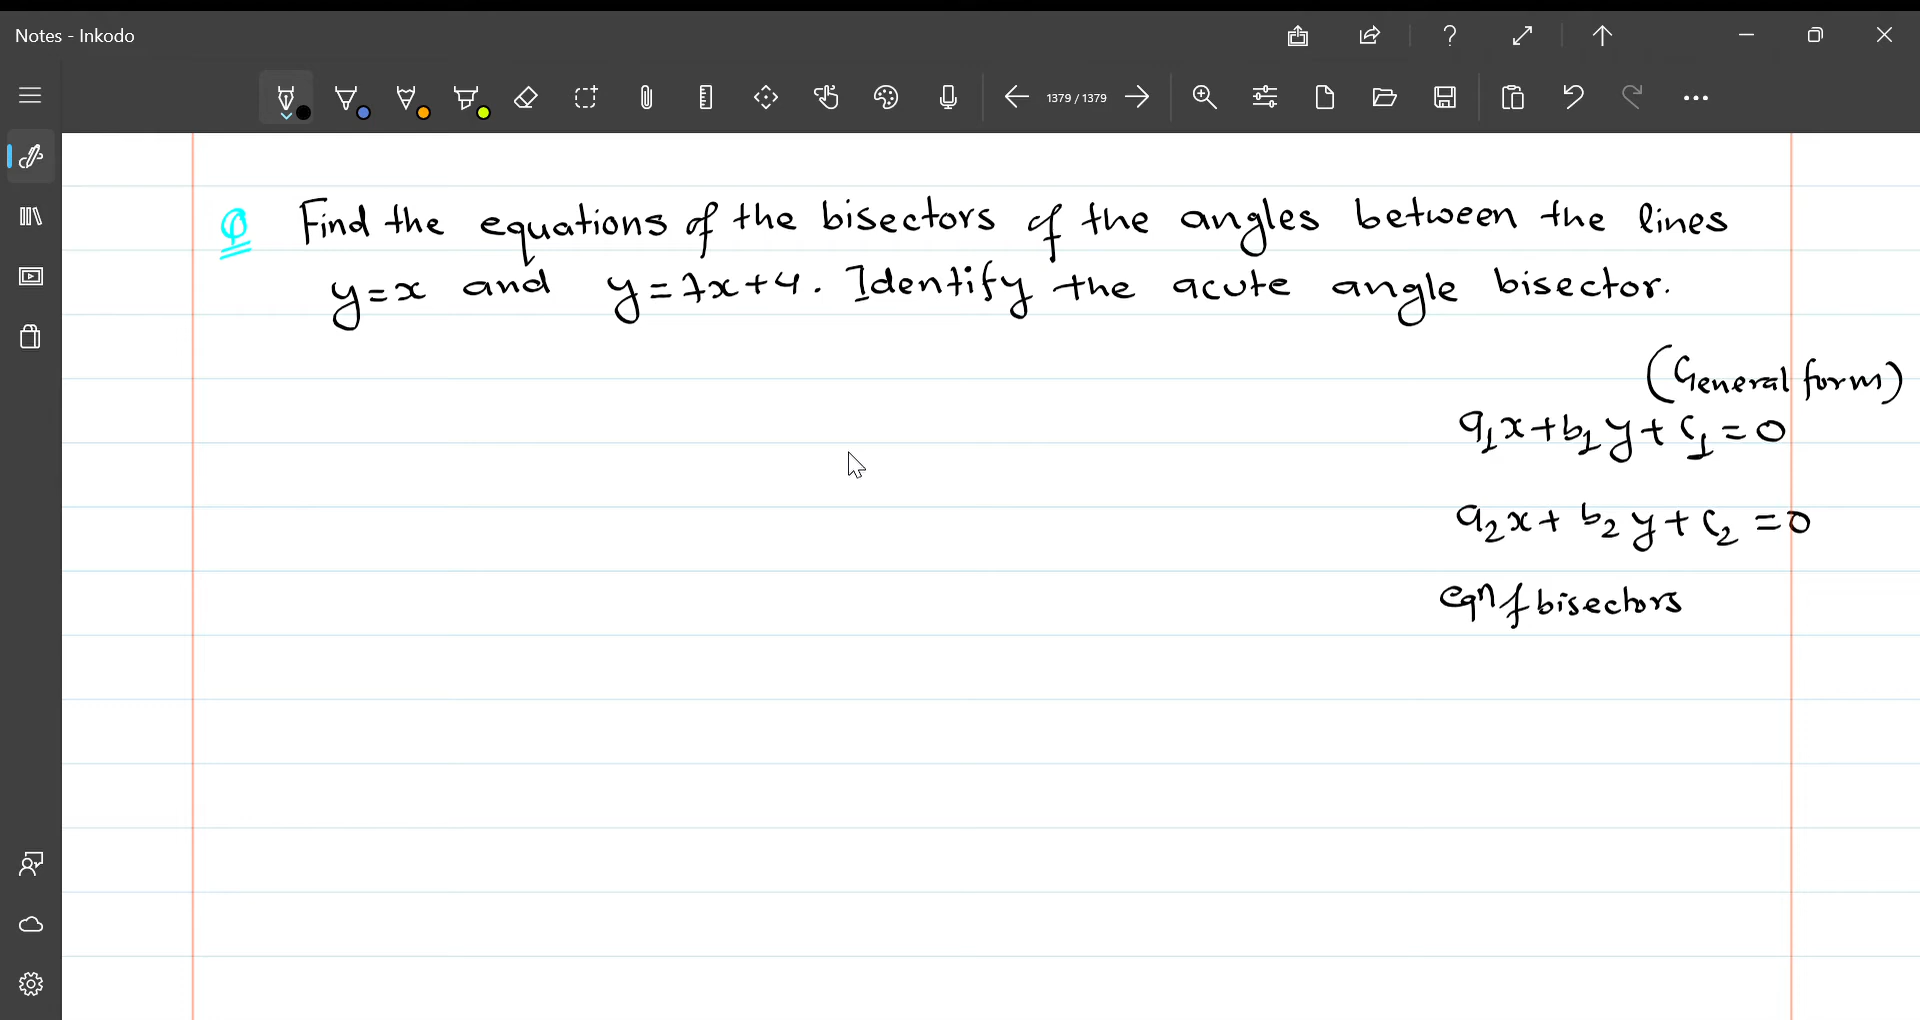 Notes - Inkodo
1379 / 1379
Q Find the equations of the bisectors of the angles between the lines
y=x and y=7x+4. Identify the acute angle bisector.
(General form)
a₁x+b₁y+c₁=0
a₂x+b₂y+c₂=0
eqⁿ of bisectors